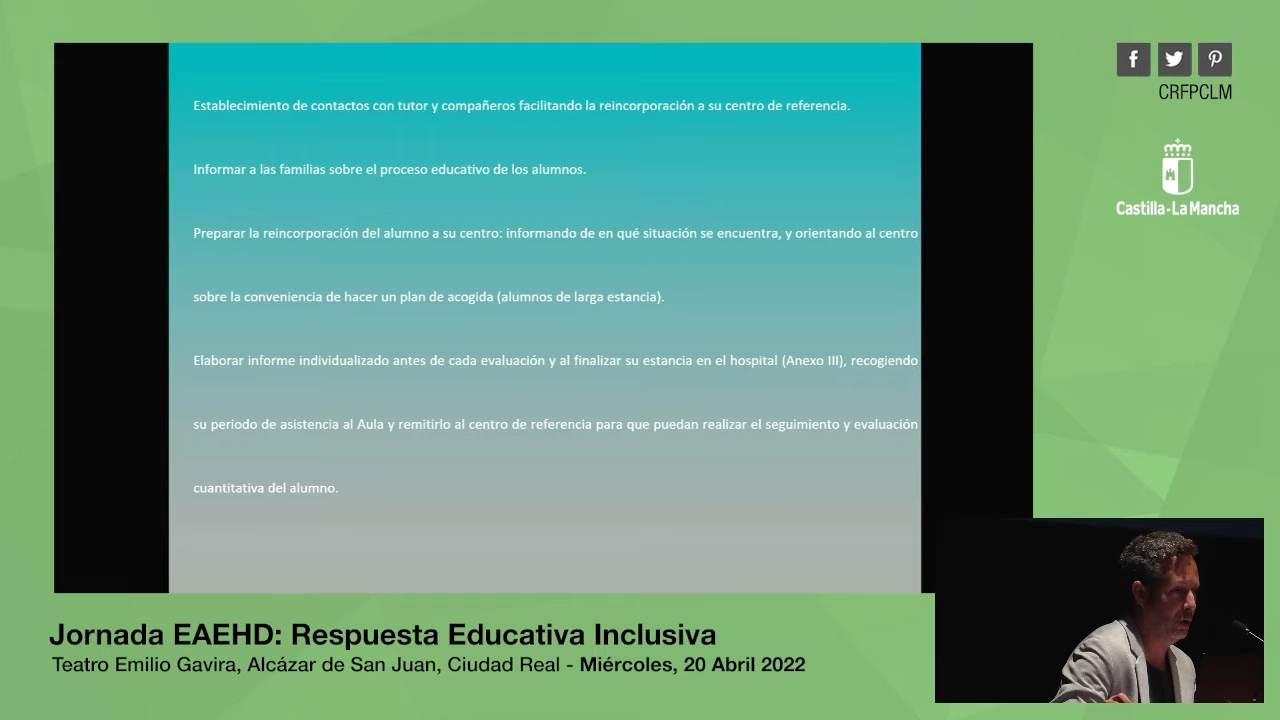 Establecimiento de contactos con tutor y compañeros facilitando la reincorporación a su centro de referencia.
Informar a las familias sobre el proceso educativo de los alumnos.
Preparar la reincorporación del alumno a su centro: informando de en qué situación se encuentra, y orientando al centro
sobre la conveniencia de hacer un plan de acogida (alumnos de larga estancia).
Elaborar informe individualizado antes de cada evaluación y al finalizar su estancia en el hospital (Anexo III), recogiendo
su periodo de asistencia al Aula y remitirlo al centro de referencia para que puedan realizar el seguimiento y evaluación
cuantitativa del alumno.
CRFPCLM
Castilla-La Mancha
Jornada EAEHD: Respuesta Educativa Inclusiva
Teatro Emilio Gavira, Alcázar de San Juan, Ciudad Real - Miércoles, 20 Abril 2022